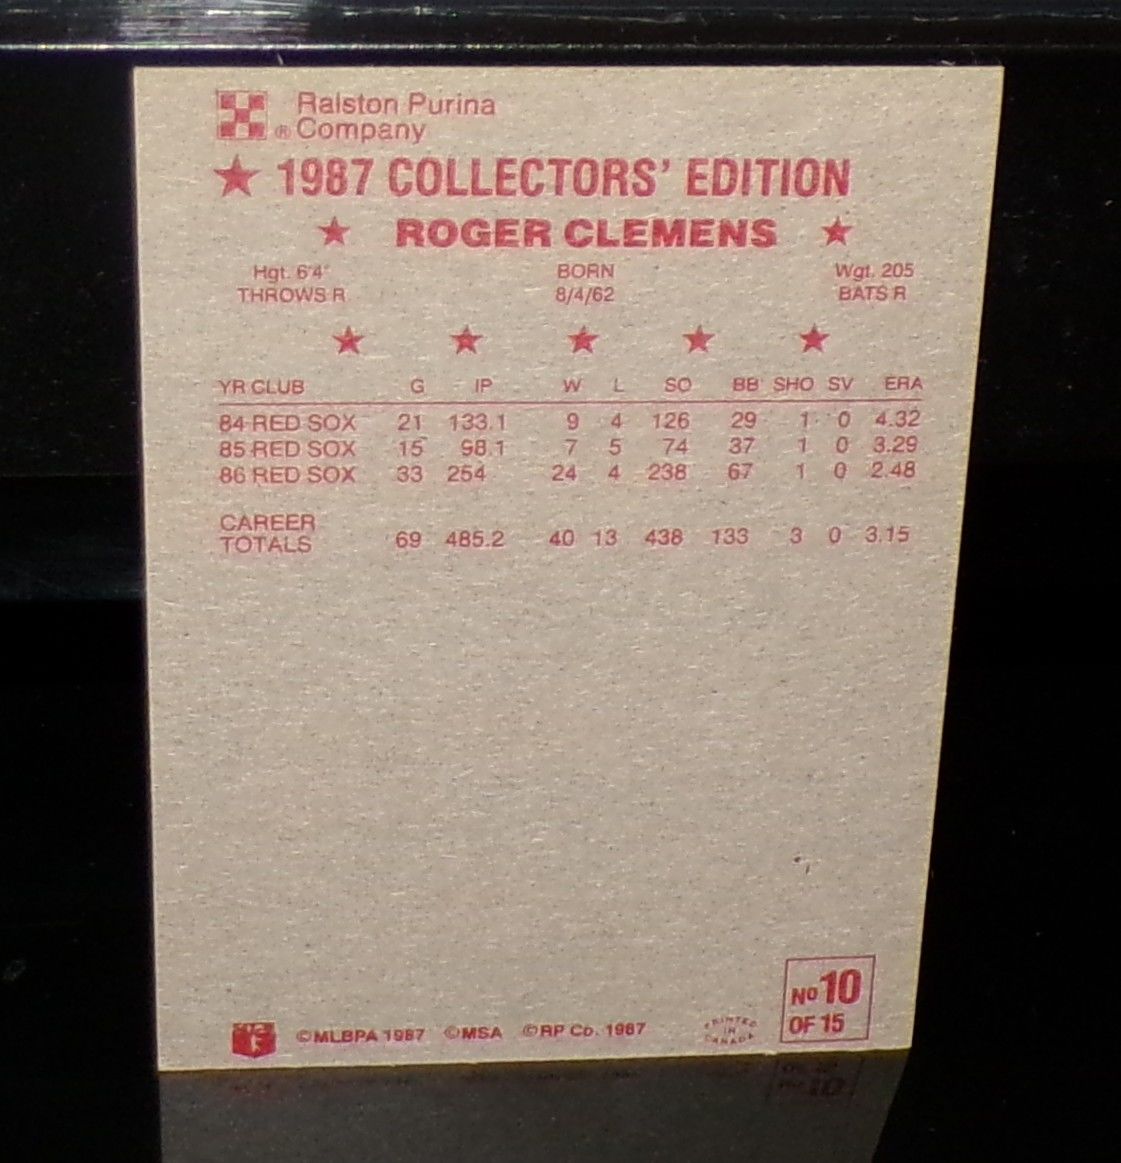 Ralston Purina
® Company
★ 1987 COLLECTORS' EDITION
★ ROGER CLEMENS ★
Hgt. 6'4" BORN Wgt. 205
THROWS R 8/4/62 BATS R
★ ★ ★ ★ ★
YR CLUB G IP W L SO BB SHO SV ERA
84 RED SOX 21 133.1 9 4 126 29 1 0 4.32
85 RED SOX 15 98.1 7 5 74 37 1 0 3.29
86 RED SOX 33 254 24 4 238 67 1 0 2.48
CAREER
TOTALS 69 485.2 40 13 438 133 3 0 3.15
©MLBPA 1987 ©MSA ©RP Co. 1987
PRINTED
IN
CANADA
No 10
OF 15